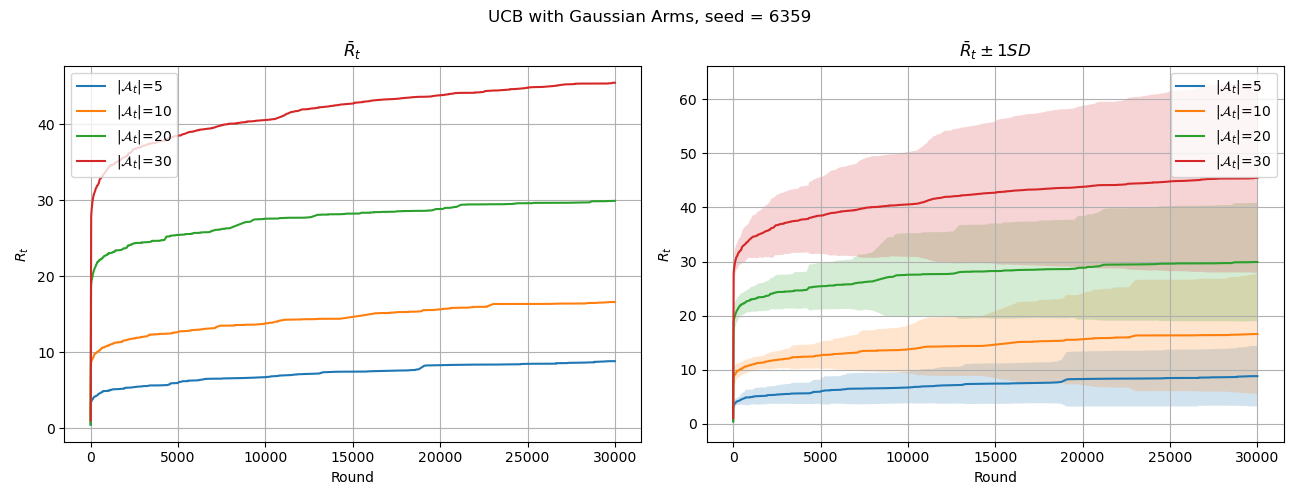 UCB with Gaussian Arms, seed = 6359
R̄ₜ
Rₜ
40
30
20
10
0
|𝒜ₜ|=5
|𝒜ₜ|=10
|𝒜ₜ|=20
|𝒜ₜ|=30
0 5000 10000 15000 20000 25000 30000
Round
R̄ₜ ± 1SD
Rₜ
60
50
40
30
20
10
0
|𝒜ₜ|=5
|𝒜ₜ|=10
|𝒜ₜ|=20
|𝒜ₜ|=30
0 5000 10000 15000 20000 25000 30000
Round